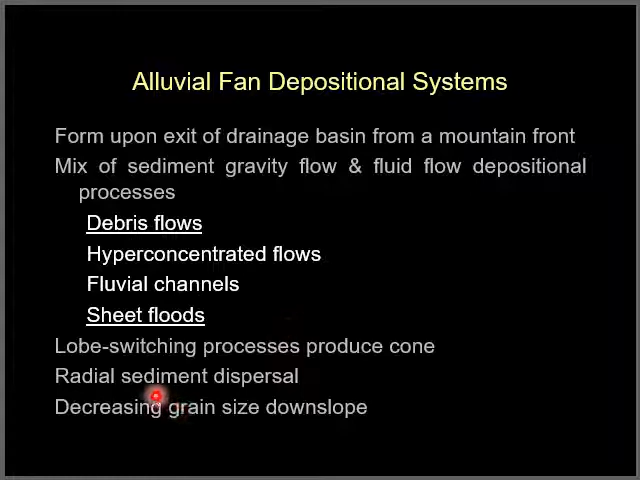 Alluvial Fan Depositional Systems
Form upon exit of drainage basin from a mountain front
Mix of sediment gravity flow & fluid flow depositional
processes
Debris flows
Hyperconcentrated flows
Fluvial channels
Sheet floods
Lobe-switching processes produce cone
Radial sediment dispersal
Decreasing grain size downslope